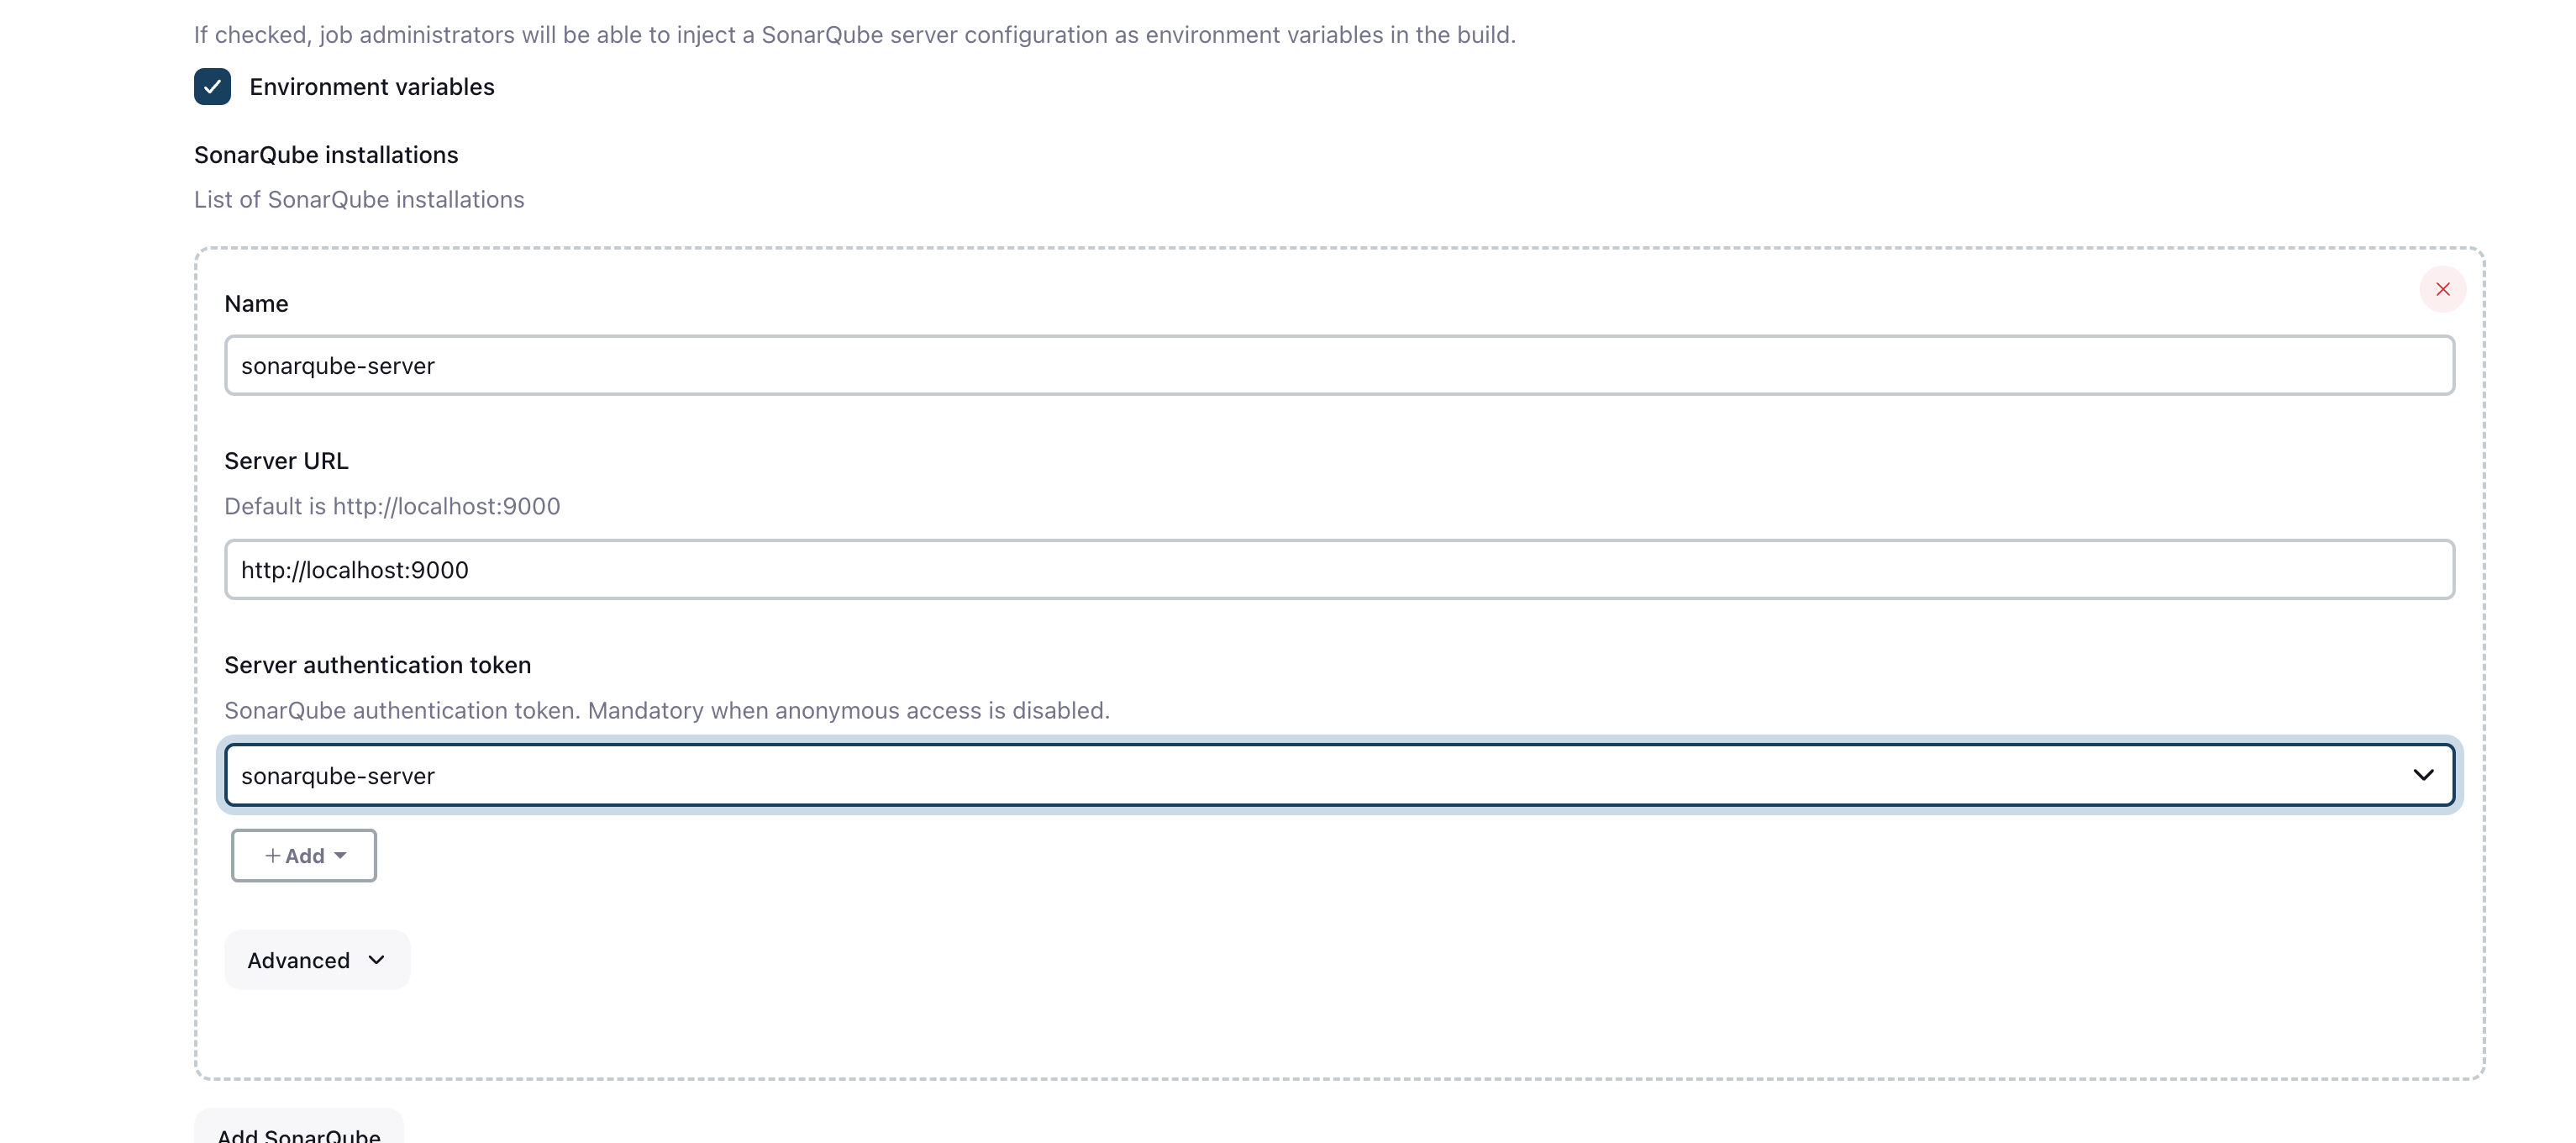 If checked, job administrators will be able to inject a SonarQube server configuration as environment variables in the build.
Environment variables
SonarQube installations
List of SonarQube installations
Name
sonarqube-server
Server URL
Default is http://localhost:9000
http://localhost:9000
Server authentication token
SonarQube authentication token. Mandatory when anonymous access is disabled.
sonarqube-server
+ Add
Advanced
Add SonarQube